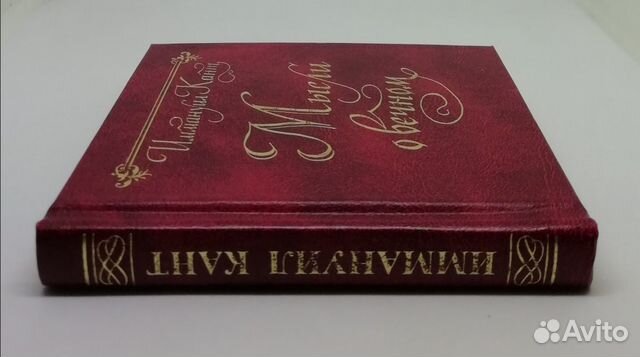 Иммануил Кант
Мысли
о вечном
ИММАНУИЛ КАНТ
Avito